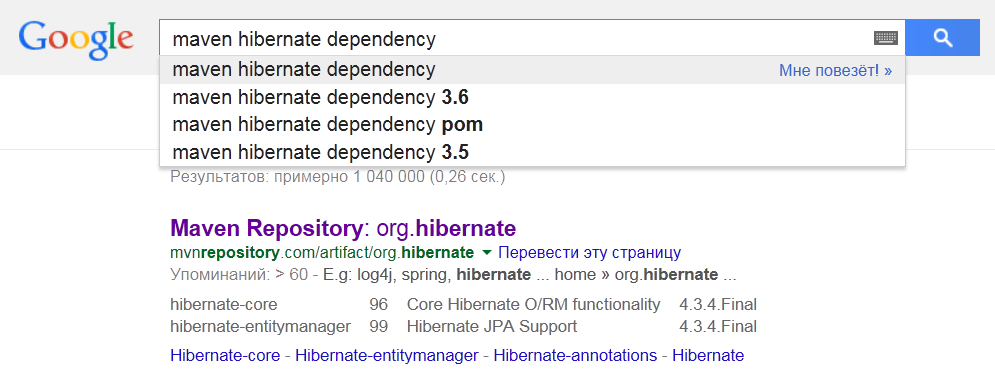 Google
maven hibernate dependency
maven hibernate dependency Мне повезёт! »
maven hibernate dependency 3.6
maven hibernate dependency pom
maven hibernate dependency 3.5
Результатов: примерно 1 040 000 (0,26 сек.)
Maven Repository: org.hibernate
mvnrepository.com/artifact/org.hibernate Перевести эту страницу
Упоминаний: > 60 - E.g: log4j, spring, hibernate ... home » org.hibernate ...
hibernate-core 96 Core Hibernate O/RM functionality 4.3.4.Final
hibernate-entitymanager 99 Hibernate JPA Support 4.3.4.Final
Hibernate-core - Hibernate-entitymanager - Hibernate-annotations - Hibernate